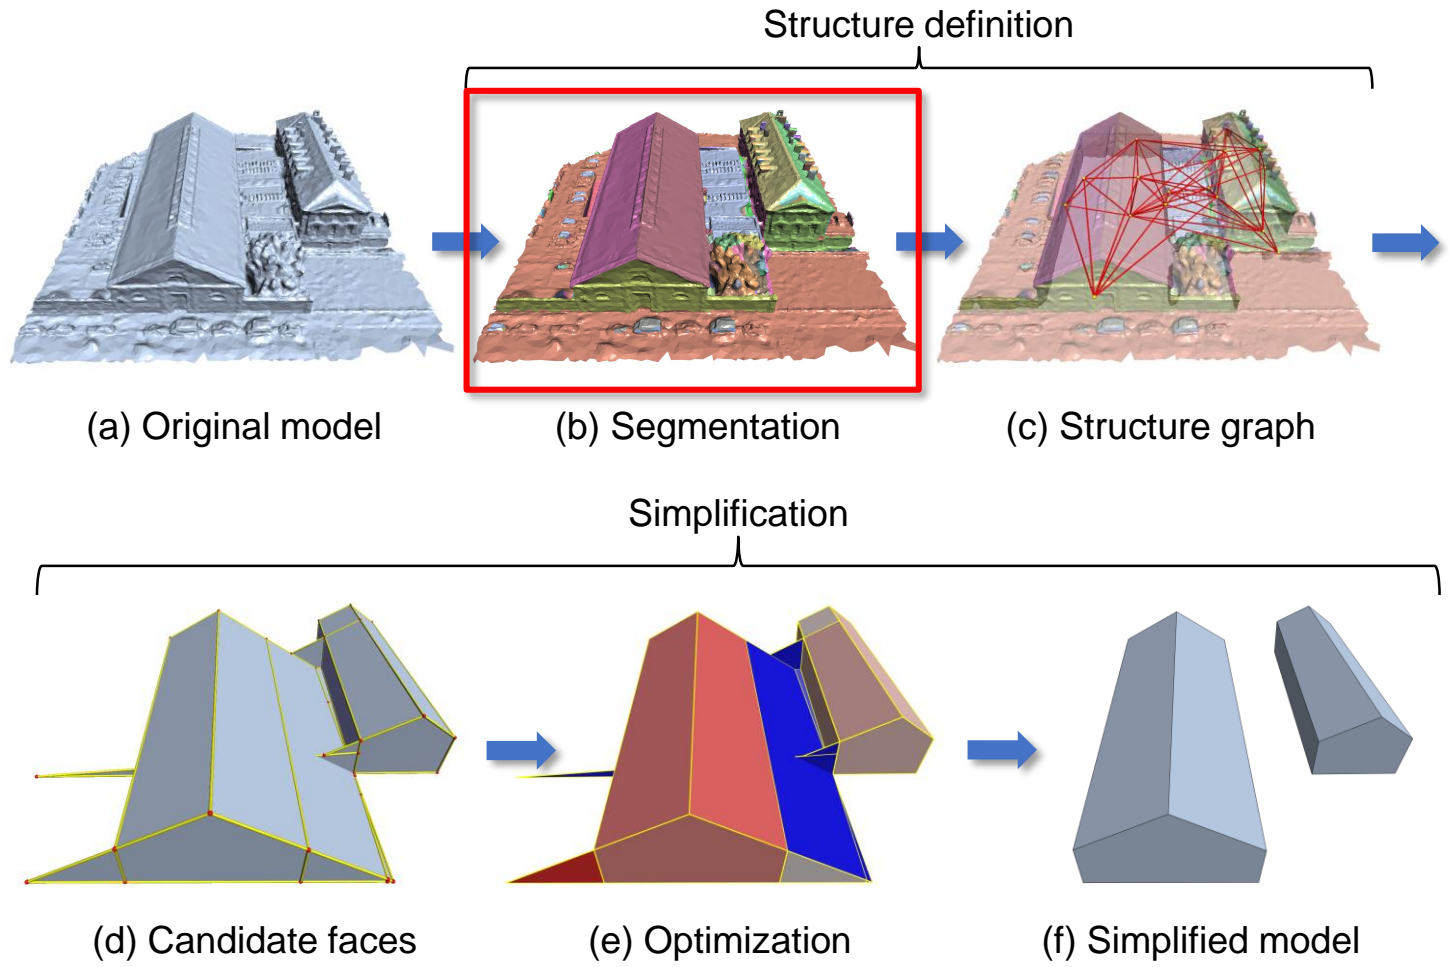 Structure definition
(a) Original model
(b) Segmentation
(c) Structure graph
Simplification
(d) Candidate faces
(e) Optimization
(f) Simplified model